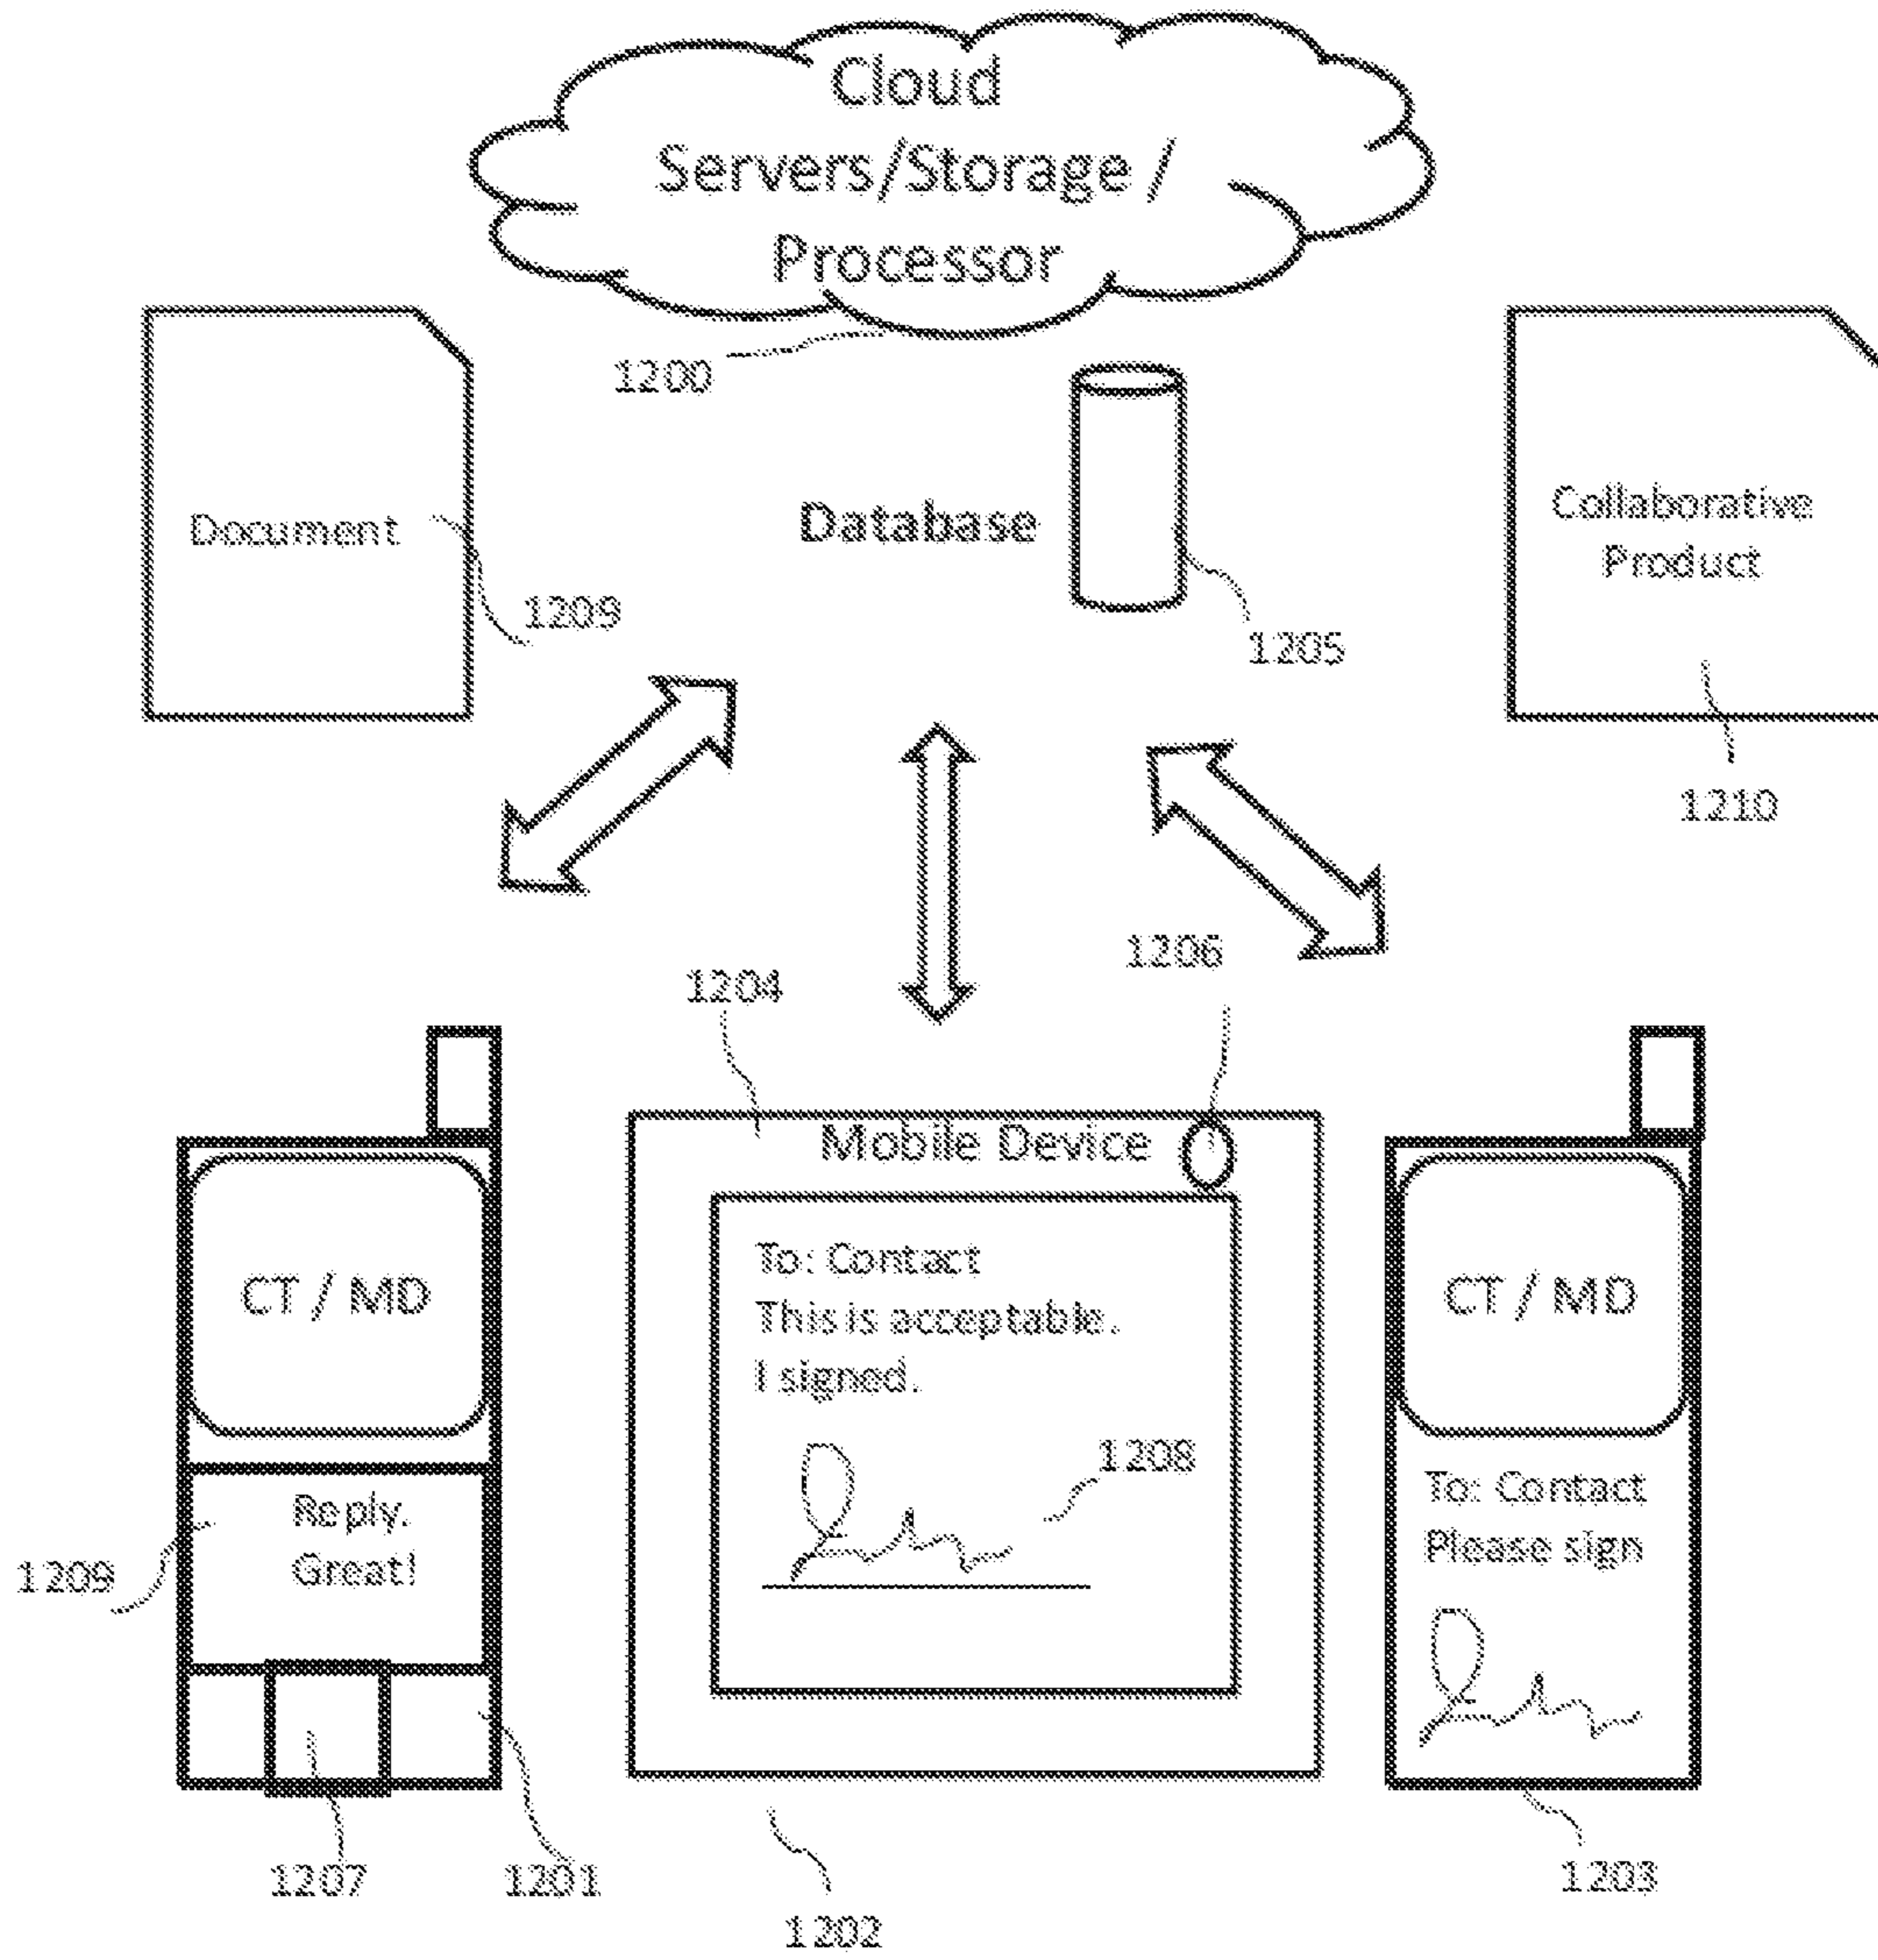 Cloud
Servers/Storage /
Processor
1200
Document
1209
Database
1205
Collaborative
Product
1210
1204
1206
CT / MD
Reply.
Great!
1209
1207
1201
Mobile Device
To: Contact
This is acceptable.
I signed.
1208
1202
CT / MD
To: Contact
Please sign
1203